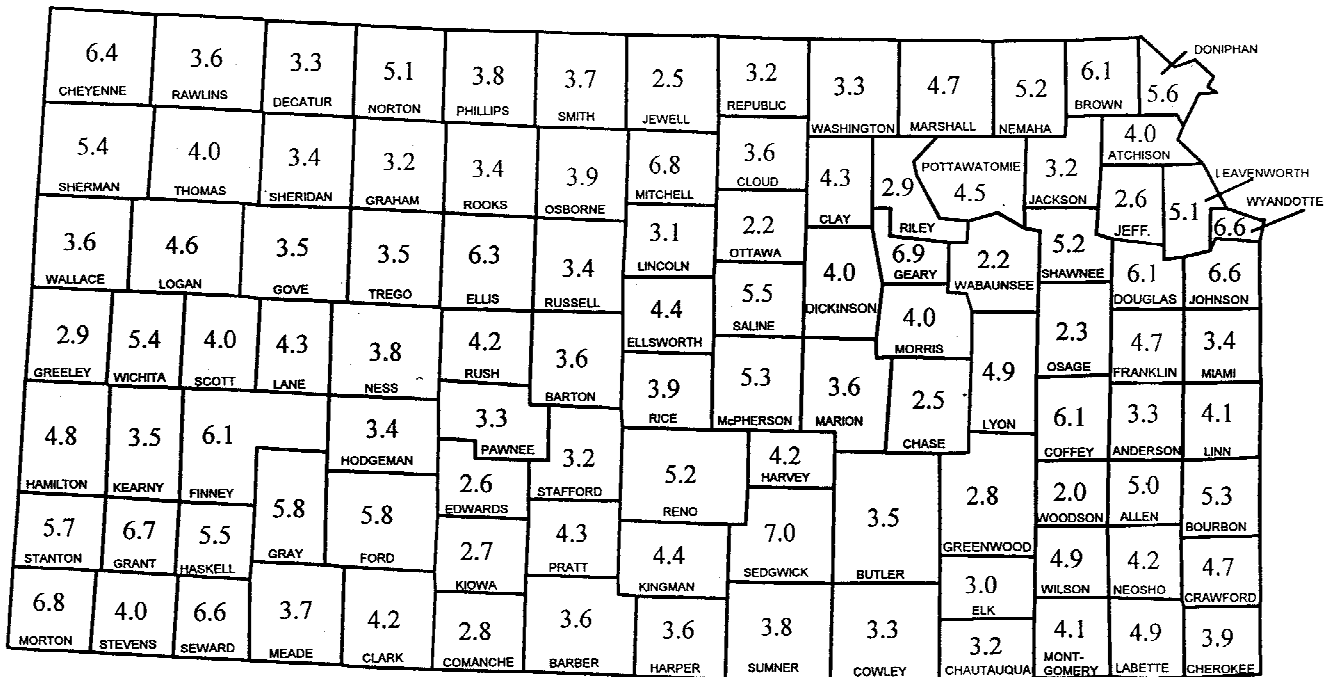 DONIPHAN
6.4 3.6 3.3 5.1 3.8 3.7 2.5 3.2 3.3 4.7 5.2 6.1 5.6
CHEYENNE RAWLINS DECATUR NORTON PHILLIPS SMITH JEWELL REPUBLIC WASHINGTON MARSHALL NEMAHA BROWN
5.4 4.0 3.4 3.2 3.4 3.9 6.8 3.6 4.3 2.9 POTTAWATOMIE 4.5 3.2 4.0
SHERMAN THOMAS SHERIDAN GRAHAM ROOKS OSBORNE MITCHELL CLOUD CLAY RILEY JACKSON ATCHISON
LEAVENWORTH
2.6 5.1 WYANDOTTE
JEFF. 6.6
3.6 4.6 3.5 3.5 6.3 3.4 3.1 2.2 4.0 6.9 2.2 5.2 6.1 6.6
WALLACE LOGAN GOVE TREGO ELLIS RUSSELL LINCOLN OTTAWA DICKINSON GEARY WABAUNSEE SHAWNEE DOUGLAS JOHNSON
2.9 5.4 4.0 4.3 3.8 4.2 3.6 4.4 5.5 4.0 2.3 4.7 3.4
GREELEY WICHITA SCOTT LANE NESS RUSH BARTON ELLSWORTH SALINE MORRIS OSAGE FRANKLIN MIAMI
3.9 5.3 3.6 2.5 4.9
RICE McPHERSON MARION CHASE LYON
4.8 3.5 6.1 3.4 3.3 6.1 3.3 4.1
HAMILTON KEARNY FINNEY HODGEMAN PAWNEE COFFEY ANDERSON LINN
2.6 3.2 5.2 4.2 2.8 2.0 5.0 5.3
EDWARDS STAFFORD RENO HARVEY GREENWOOD WOODSON ALLEN BOURBON
5.7 6.7 5.5 5.8 5.8 2.7 4.3 4.4 7.0 3.5 4.9 4.2 4.7
STANTON GRANT HASKELL GRAY FORD KIOWA PRATT KINGMAN SEDGWICK BUTLER WILSON NEOSHO CRAWFORD
3.0
ELK
6.8 4.0 6.6 3.7 4.2 2.8 3.6 3.6 3.8 3.3 3.2 4.1 4.9 3.9
MORTON STEVENS SEWARD MEADE CLARK COMANCHE BARBER HARPER SUMNER COWLEY CHAUTAUQUA MONT-
GOMERY LABETTE CHEROKEE